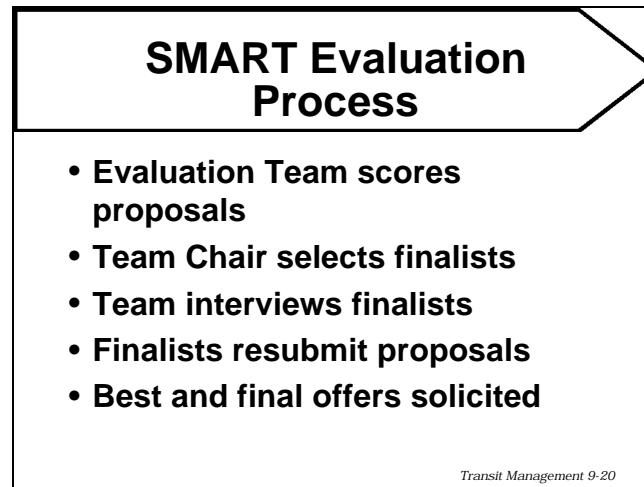 SMART Evaluation
Process
• Evaluation Team scores
proposals
• Team Chair selects finalists
• Team interviews finalists
• Finalists resubmit proposals
• Best and final offers solicited
Transit Management 9-20